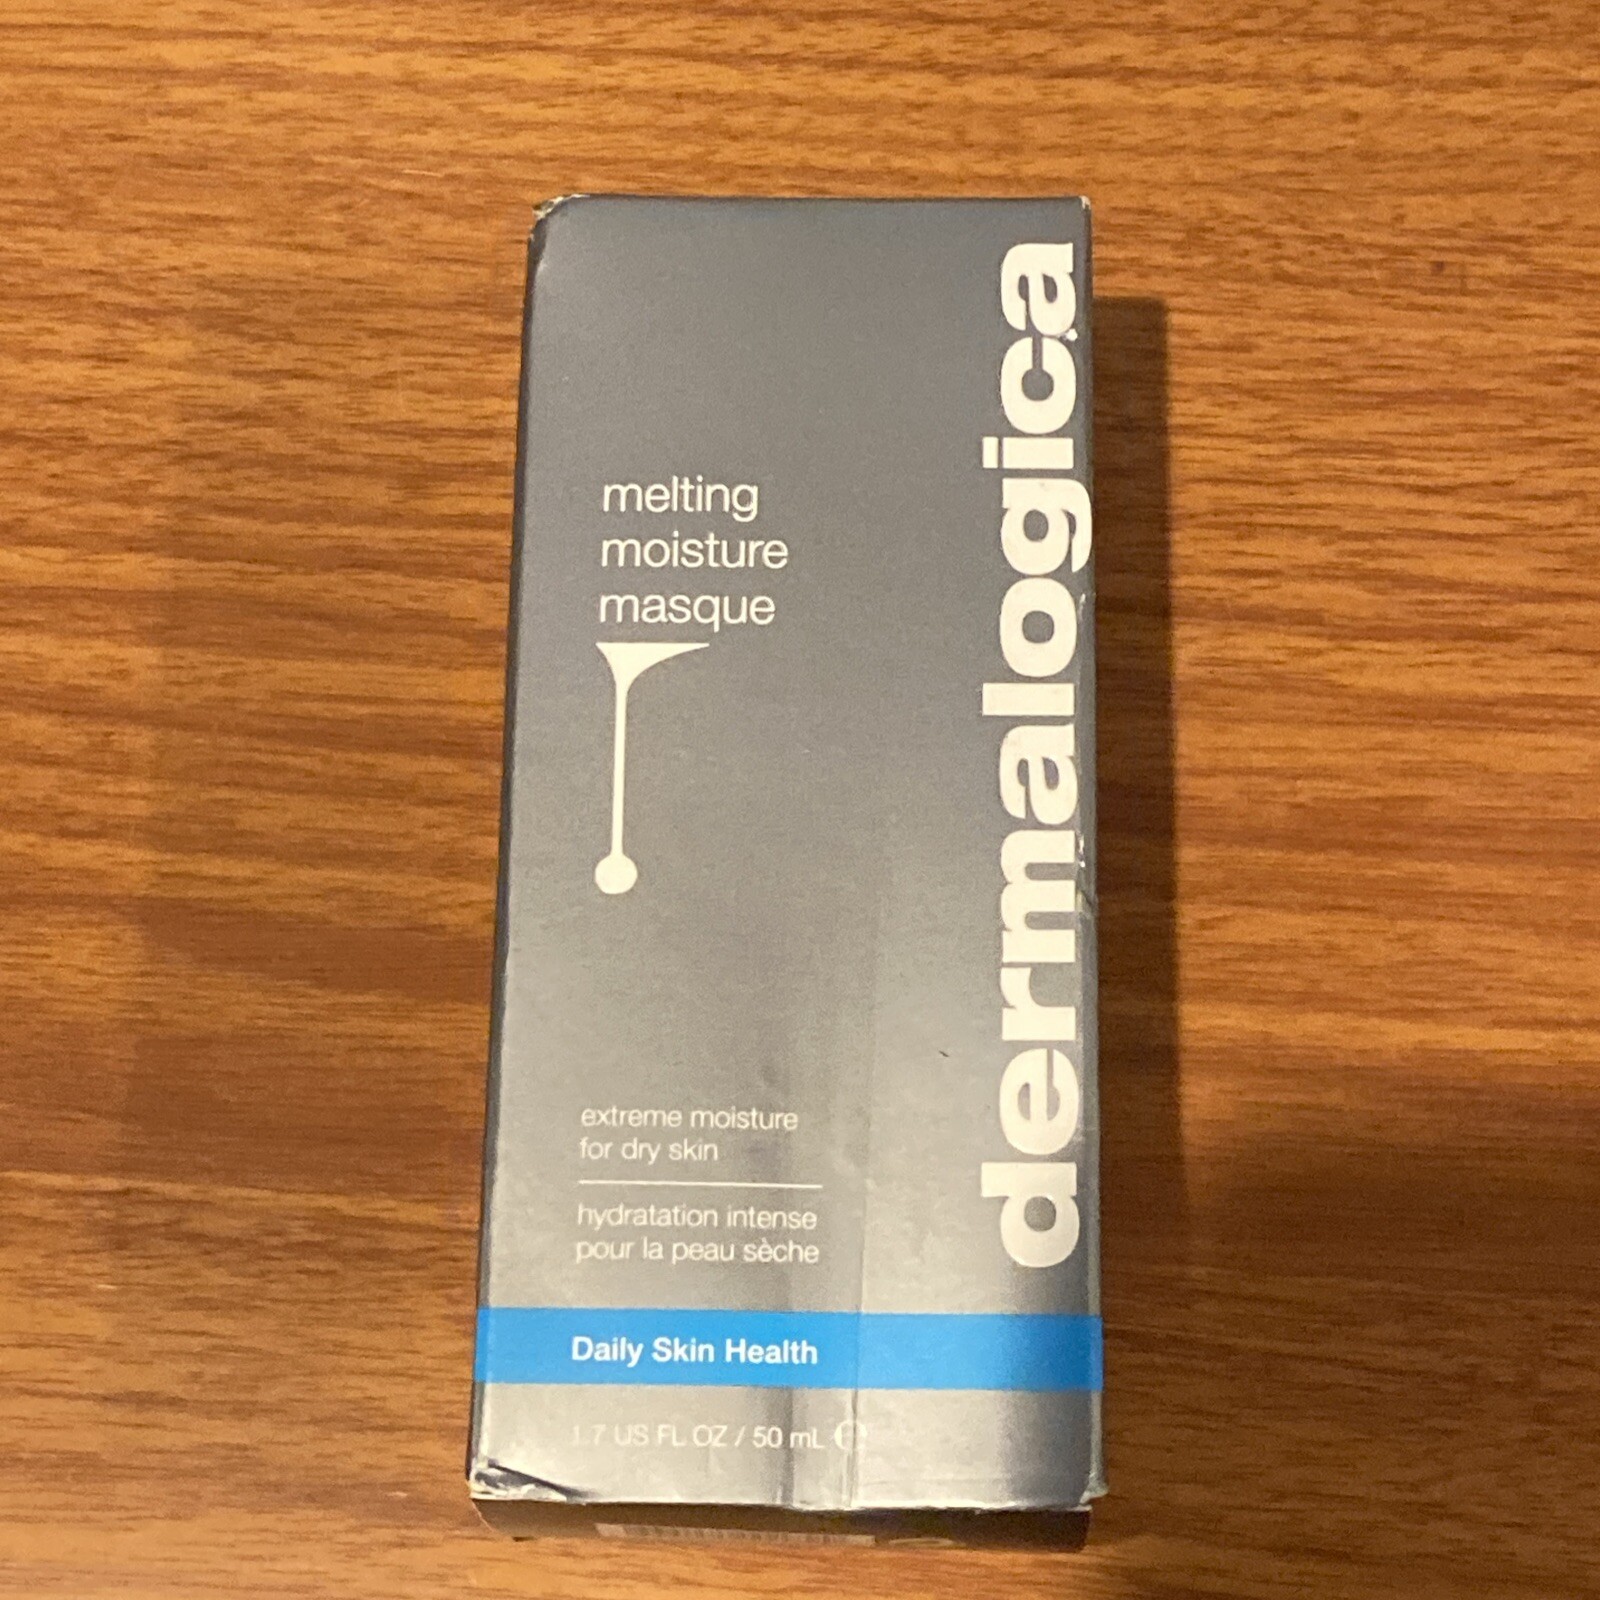 melting
moisture
masque
extreme moisture
for dry skin
hydratation intense
pour la peau sèche
Daily Skin Health
1.7 US FL OZ / 50 mL ℮
dermalogica